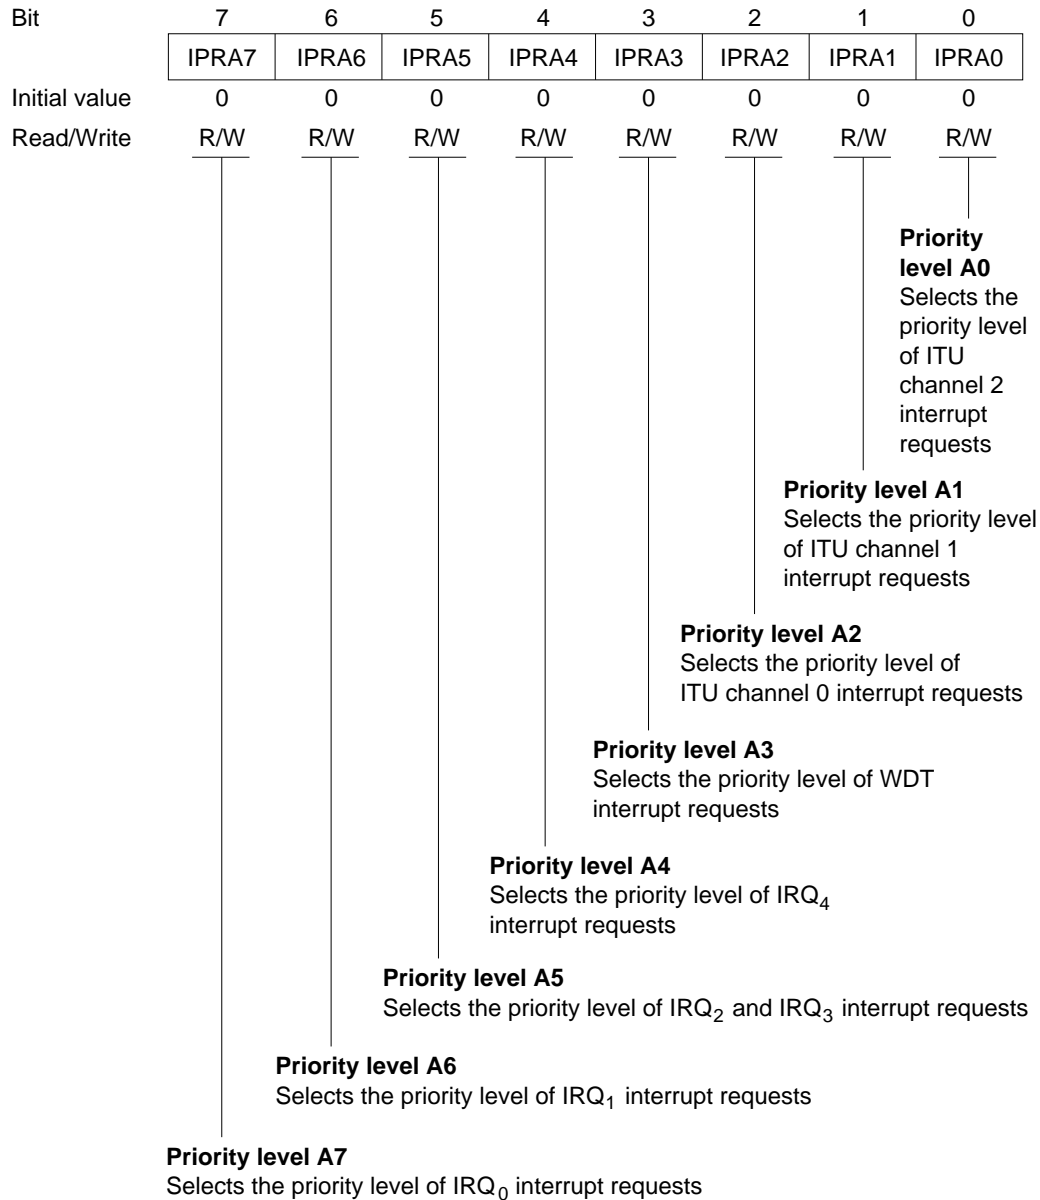 Bit 7 6 5 4 3 2 1 0
IPRA7 IPRA6 IPRA5 IPRA4 IPRA3 IPRA2 IPRA1 IPRA0
Initial value 0 0 0 0 0 0 0 0
Read/Write R/W R/W R/W R/W R/W R/W R/W R/W
Priority
level A0
Selects the
priority level
of ITU
channel 2
interrupt
requests
Priority level A1
Selects the priority level
of ITU channel 1
interrupt requests
Priority level A2
Selects the priority level of
ITU channel 0 interrupt requests
Priority level A3
Selects the priority level of WDT
interrupt requests
Priority level A4
Selects the priority level of IRQ4
interrupt requests
Priority level A5
Selects the priority level of IRQ2 and IRQ3 interrupt requests
Priority level A6
Selects the priority level of IRQ1 interrupt requests
Priority level A7
Selects the priority level of IRQ0 interrupt requests